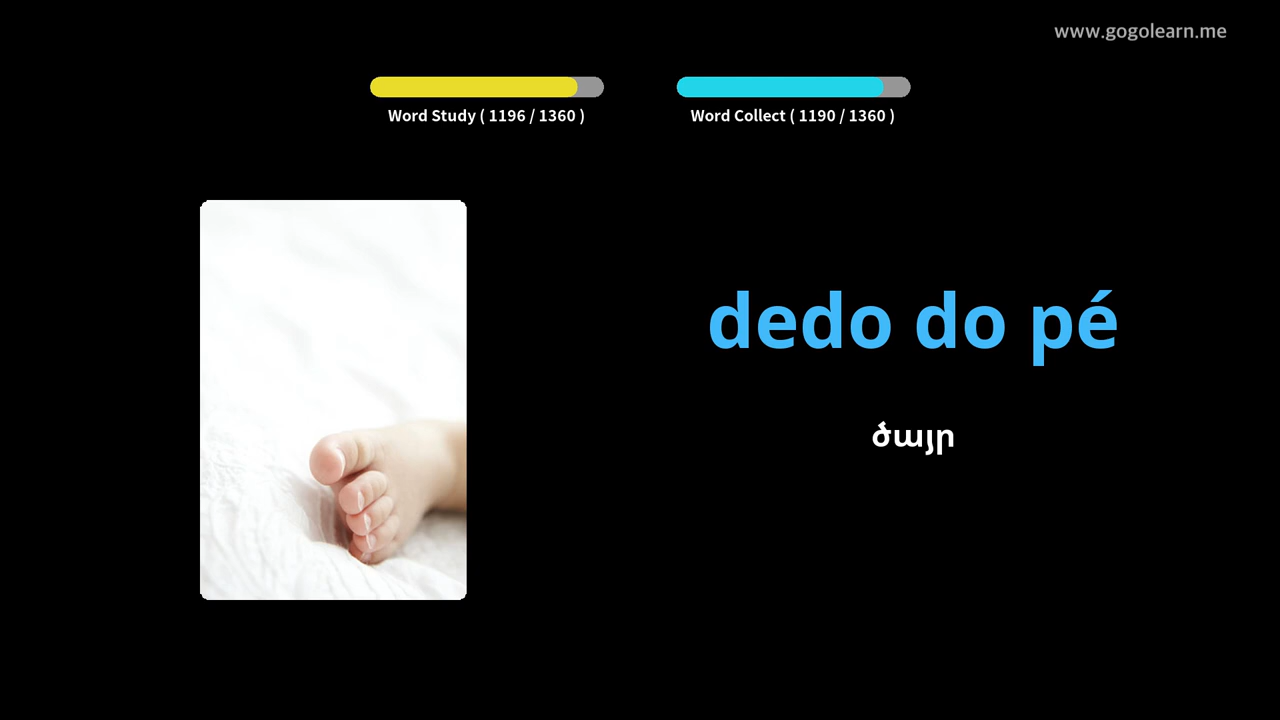 www.gogolearn.me
Word Study ( 1196 / 1360 )
Word Collect ( 1190 / 1360 )
dedo do pé
ծայր